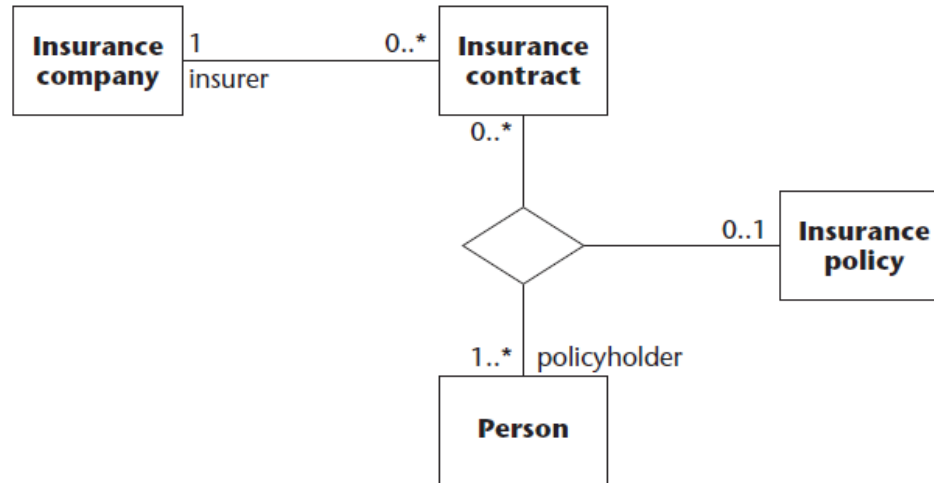 Insurance
company
1
insurer
0..*
Insurance
contract
0..*
0..1
Insurance
policy
1..*
policyholder
Person